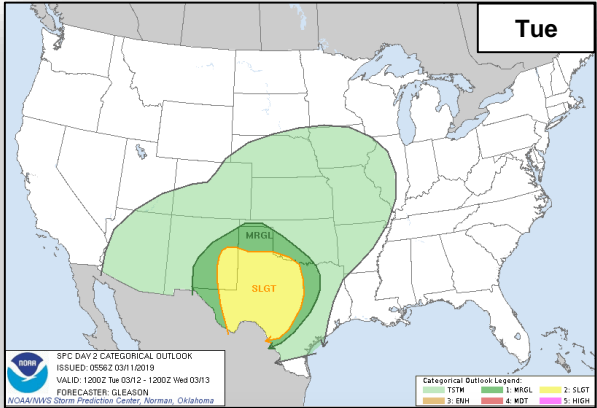 Tue
MRGL
SLGT
noaa
SPC DAY 2 CATEGORICAL OUTLOOK
ISSUED: 0556Z 03/11/2019
VALID: 1200Z Tue 03/12 - 1200Z Wed 03/13
FORECASTER: GLEASON
NOAA/NWS Storm Prediction Center, Norman, Oklahoma
Categorical Outlook Legend:
TSTM 1: MRGL 2: SLGT
3: ENH 4: MDT 5: HIGH